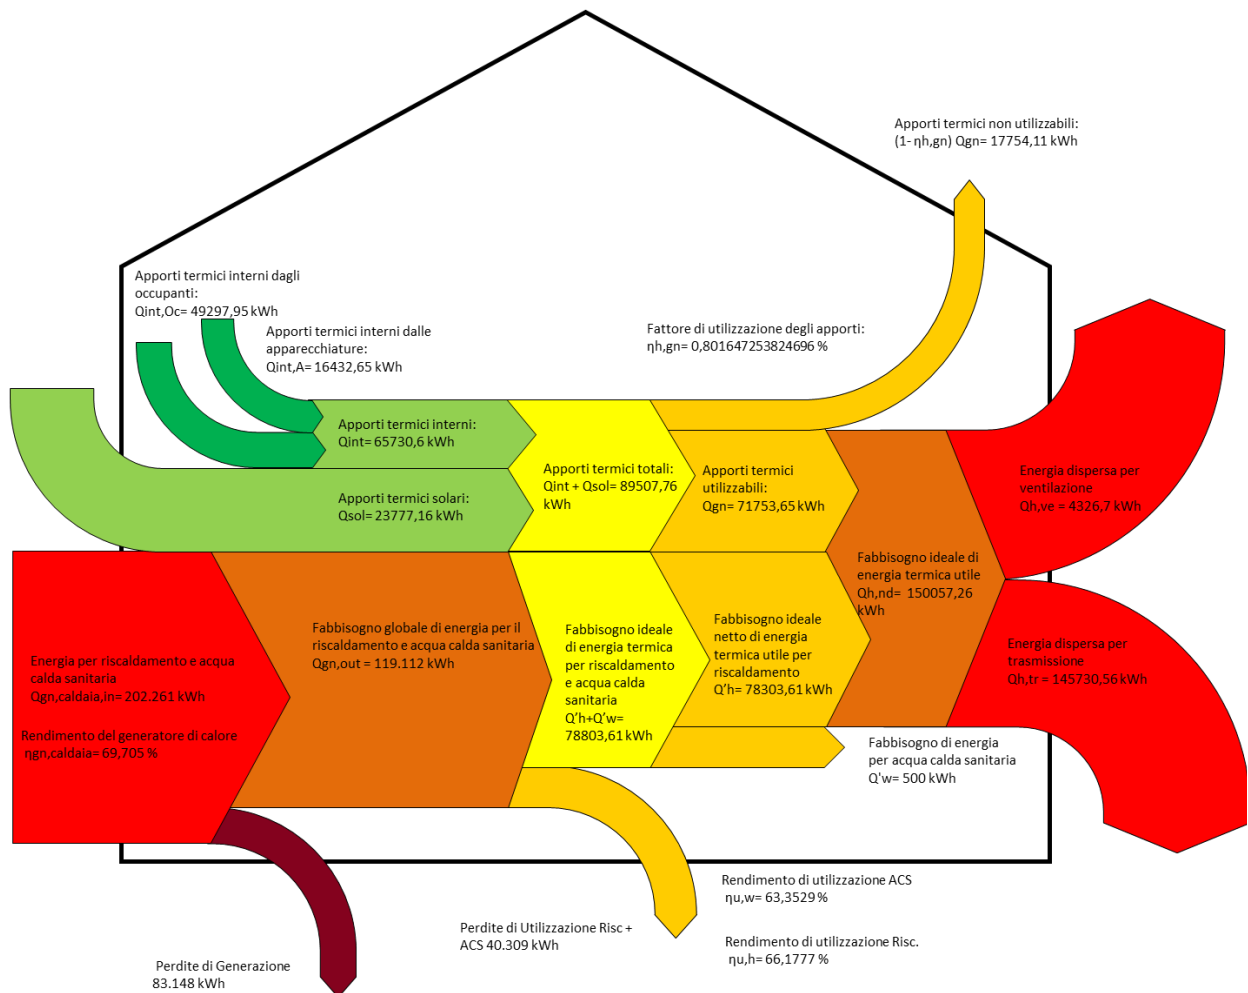 Apporti termici non utilizzabili:
(1- ηh,gn) Qgn= 17754,11 kWh
Apporti termici interni dagli
occupanti:
Qint,Oc= 49297,95 kWh
Apporti termici interni dalle
apparecchiature:
Qint,A= 16432,65 kWh
Fattore di utilizzazione degli apporti:
ηh,gn= 0,801647253824696 %
Apporti termici interni:
Qint= 65730,6 kWh
Apporti termici solari:
Qsol= 23777,16 kWh
Apporti termici totali:
Qint + Qsol= 89507,76
kWh
Apporti termici
utilizzabili:
Qgn= 71753,65 kWh
Energia dispersa per
ventilazione
Qh,ve = 4326,7 kWh
Fabbisogno ideale di
energia termica utile
Qh,nd= 150057,26
kWh
Energia per riscaldamento e acqua
calda sanitaria
Qgn,caldaia,in= 202.261 kWh
Rendimento del generatore di calore
ηgn,caldaia= 69,705 %
Fabbisogno globale di energia per il
riscaldamento e acqua calda sanitaria
Qgn,out = 119.112 kWh
Fabbisogno ideale
di energia termica
per riscaldamento
e acqua calda
sanitaria
Q’h+Q’w=
78803,61 kWh
Fabbisogno ideale
netto di energia
termica utile per
riscaldamento
Q’h= 78303,61 kWh
Energia dispersa per
trasmissione
Qh,tr = 145730,56 kWh
Fabbisogno di energia
per acqua calda sanitaria
Q'w= 500 kWh
Rendimento di utilizzazione ACS
ηu,w= 63,3529 %
Rendimento di utilizzazione Risc.
ηu,h= 66,1777 %
Perdite di Utilizzazione Risc +
ACS 40.309 kWh
Perdite di Generazione
83.148 kWh